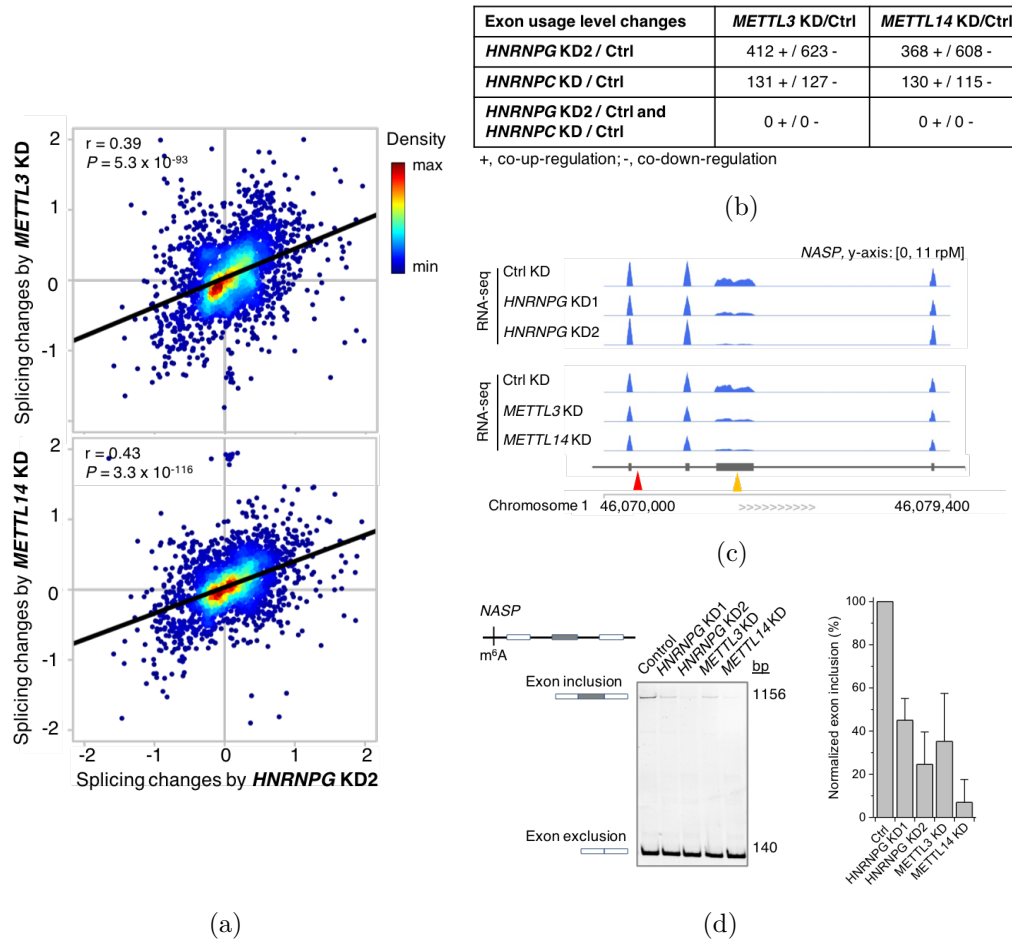 2
r = 0.39
P = 5.3 x 10-93
1
0
-1
Splicing changes by METTL3 KD
Density
max
min
2
r = 0.43
P = 3.3 x 10-116
1
0
-1
-2
Splicing changes by METTL14 KD
-2 -1 0 1 2
Splicing changes by HNRNPG KD2
(a)
Exon usage level changes METTL3 KD/Ctrl METTL14 KD/Ctrl
HNRNPG KD2 / Ctrl 412 + / 623 - 368 + / 608 -
HNRNPC KD / Ctrl 131 + / 127 - 130 + / 115 -
HNRNPG KD2 / Ctrl and
HNRNPC KD / Ctrl 0 + / 0 - 0 + / 0 -
+, co-up-regulation; -, co-down-regulation
(b)
NASP, y-axis: [0, 11 rpM]
RNA-seq
Ctrl KD
HNRNPG KD1
HNRNPG KD2
RNA-seq
Ctrl KD
METTL3 KD
METTL14 KD
Chromosome 1 46,070,000 >>>>>>>>>>> 46,079,400
(c)
NASP
m6A
Control
HNRNPG KD1
HNRNPG KD2
METTL3 KD
METTL14 KD
bp
Exon inclusion
1156
Exon exclusion
140
Normalized exon inclusion (%)
100
80
60
40
20
0
Ctrl
HNRNPG KD1
HNRNPG KD2
METTL3 KD
METTL14 KD
(d)